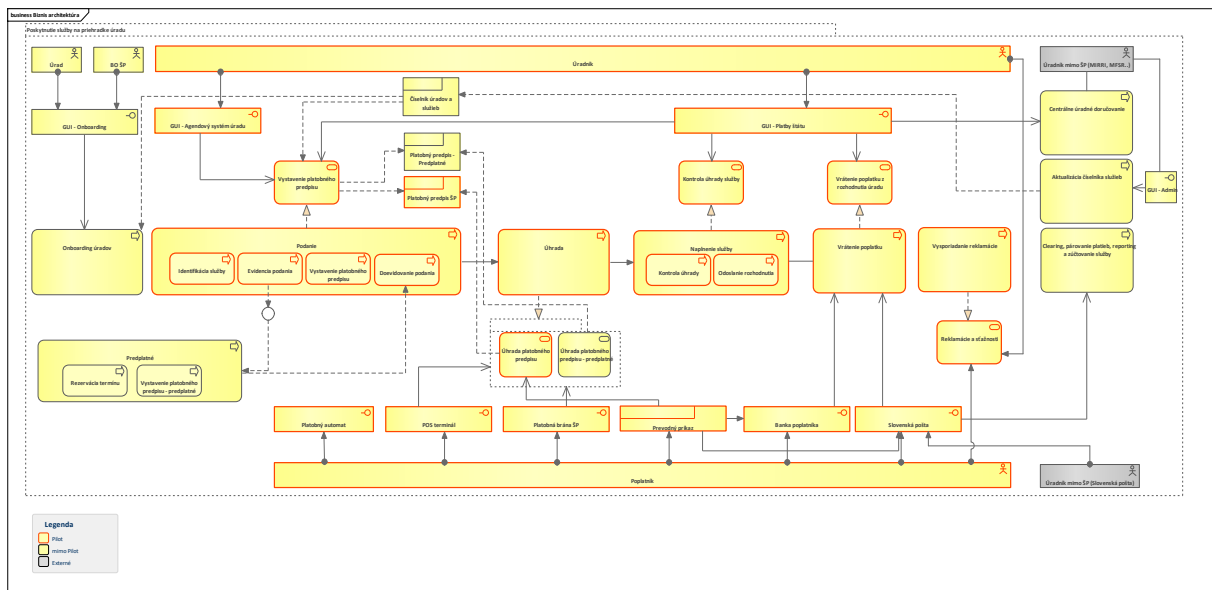 business Biznis architektúra
Poskytnutie služby na priehradke úradu
Úrad
BO ŠP
Úradník
Úradník mimo ŠP (MIRRI, MFSR..)
GUI - Onboarding
GUI - Agendový systém úradu
Číselník úradov a
služieb
GUI - Platby štátu
Centrálne úradné doručovanie
Vystavenie platobného
predpisu
Platobný predpis -
Predplatné
Platobný predpis ŠP
Kontrola úhrady služby
Vrátenie poplatku z
rozhodnutia úradu
Aktualizácia číselníka služieb
GUI - Admin
Onboarding úradov
Podanie
Identifikácia služby
Evidencia podania
Vystavenie platobného
predpisu
Doevidovanie podania
Úhrada
Naplnenie služby
Kontrola úhrady
Odoslanie rozhodnutia
Vrátenie poplatku
Vysporiadanie reklamácie
Clearing, párovanie platieb, reporting
a zúčtovanie služby
Predplatné
Rezervácia termínu
Vystavenie platobného
predpisu - predplatné
Úhrada platobného
predpisu
Úhrada platobného
predpisu - predplatné
Reklamácie a sťažnosti
Platobný automat
POS terminál
Platobná brána ŠP
Prevodný príkaz
Banka poplatníka
Slovenská pošta
Poplatník
Úradník mimo ŠP (Slovenská pošta)
Legenda
Pilot
mimo Pilot
Externé